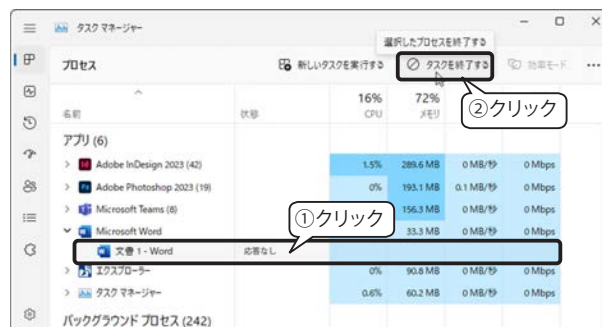 タスク マネージャー
選択したプロセスを終了する
プロセス
新しいタスクを実行する
タスクを終了する
効率モード
②クリック
16%
72%
名前
状態
CPU
メモリ
アプリ (6)
Adobe InDesign 2023 (42)
1.5%
289.6 MB
0 MB/秒
0 Mbps
Adobe Photoshop 2023 (19)
0%
193.1 MB
0.1 MB/秒
0 Mbps
Microsoft Teams (8)
156.3 MB
0 MB/秒
0 Mbps
①クリック
Microsoft Word
33.3 MB
0 MB/秒
0 Mbps
文書 1 - Word
応答なし
エクスプローラー
0%
90.8 MB
0 MB/秒
0 Mbps
タスク マネージャー
0.6%
60.2 MB
0 MB/秒
0 Mbps
バックグラウンド プロセス (242)